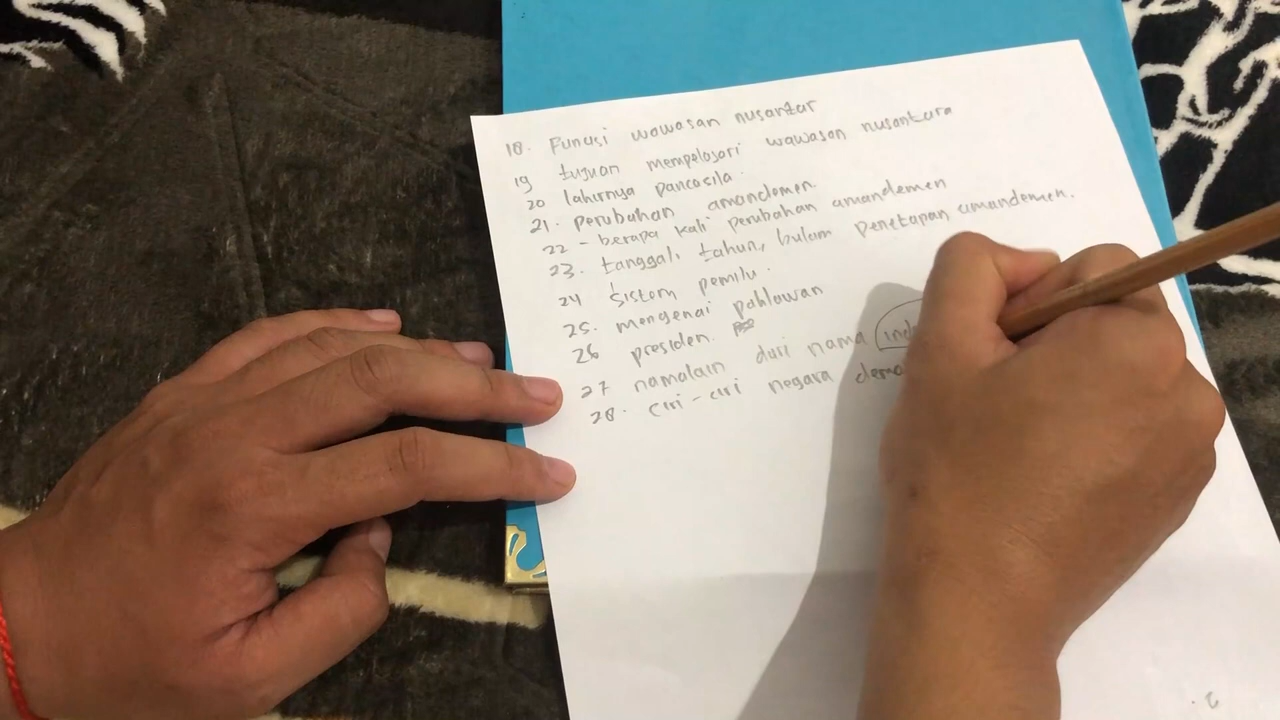 18. Fungsi wawasan nusantar
19 tujuan mempelajari wawasan nusantara
20 lahirnya pancasila.
21. perubahan amandemen.
22 - berapa kali perubahan amandemen
23. tanggal, tahun, bulam penetapan amandemen.
24 Sistem pemilu.
25. mengenai pahlawan
26 presiden.
27 namalain dari nama
28. Ciri-ciri negara